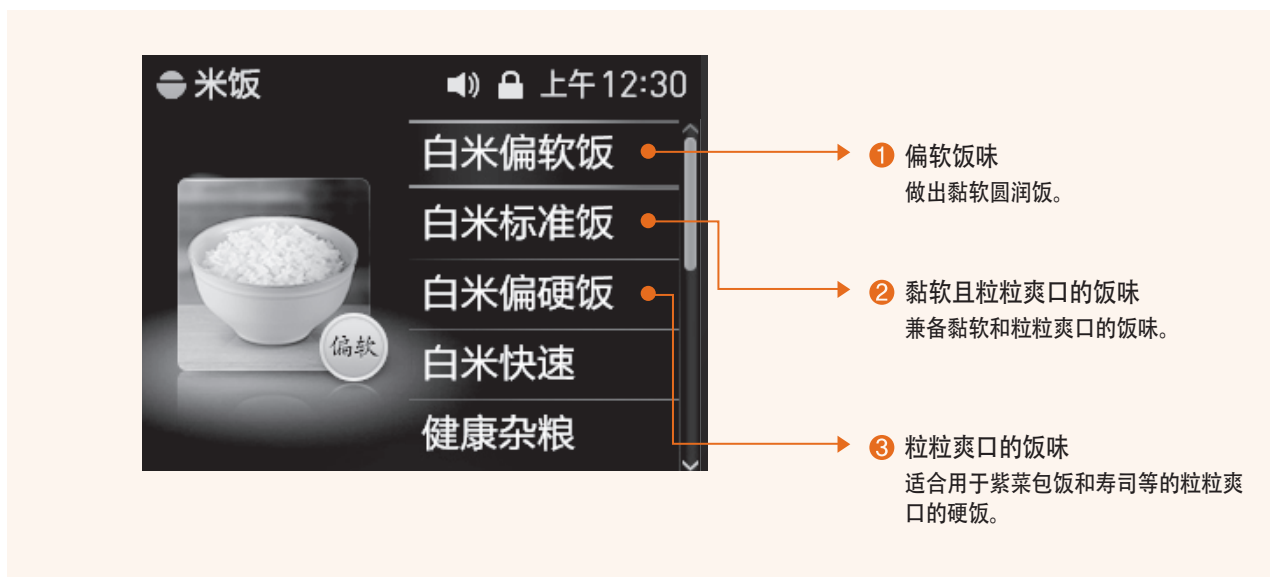 米饭
上午12:30
白米偏软饭
白米标准饭
白米偏硬饭
白米快速
健康杂粮
偏软
1 偏软饭味
做出黏软圆润饭。
2 黏软且粒粒爽口的饭味
兼备黏软和粒粒爽口的饭味。
3 粒粒爽口的饭味
适合用于紫菜包饭和寿司等的粒粒爽
口的硬饭。